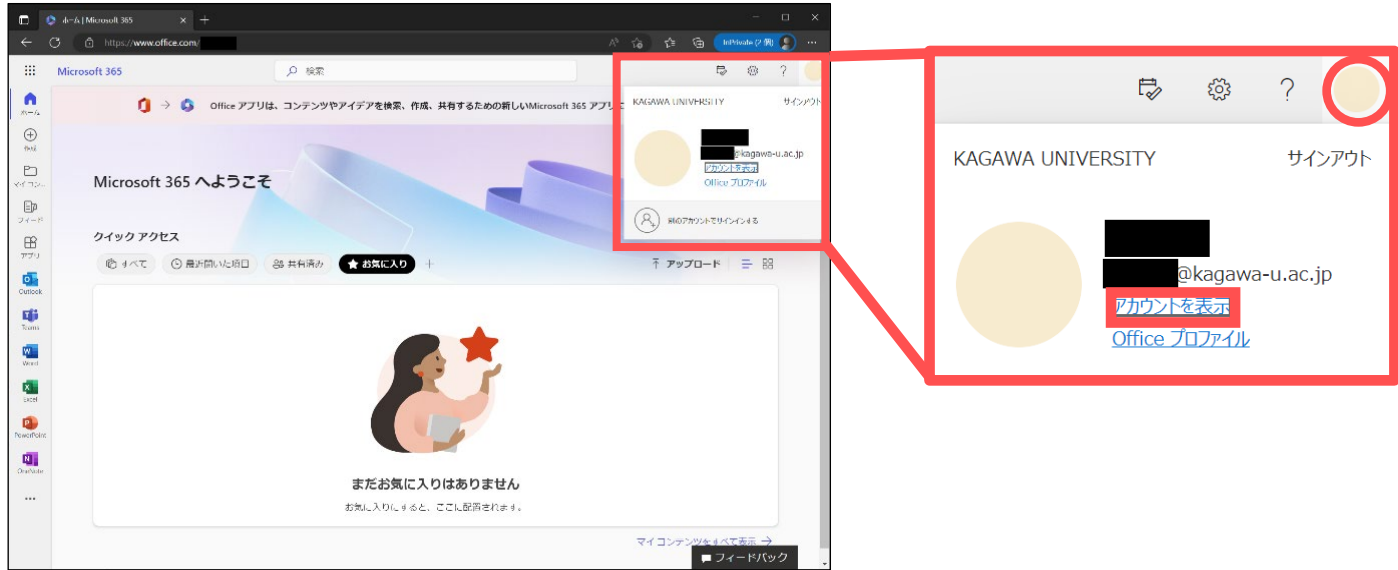 ホーム | Microsoft 365
https://www.office.com/
InPrivate (2 個)
Microsoft 365
検索
Office アプリは、コンテンツやアイデアを検索、作成、共有するための新しいMicrosoft 365 アプリに
ホーム
作成
マイ コン...
フィード
アプリ
Outlook
Teams
Word
Excel
PowerPoint
OneNote
Microsoft 365 へようこそ
クイック アクセス
すべて
最近開いた項目
共有済み
お気に入り
アップロード
まだお気に入りはありません
お気に入りにすると、ここに配置されます。
マイ コンテンツをすべて表示 →
フィードバック
KAGAWA UNIVERSITY サインアウト
@kagawa-u.ac.jp
アカウントを表示
Office プロファイル
別のアカウントでサインインする
KAGAWA UNIVERSITY サインアウト
@kagawa-u.ac.jp
アカウントを表示
Office プロファイル